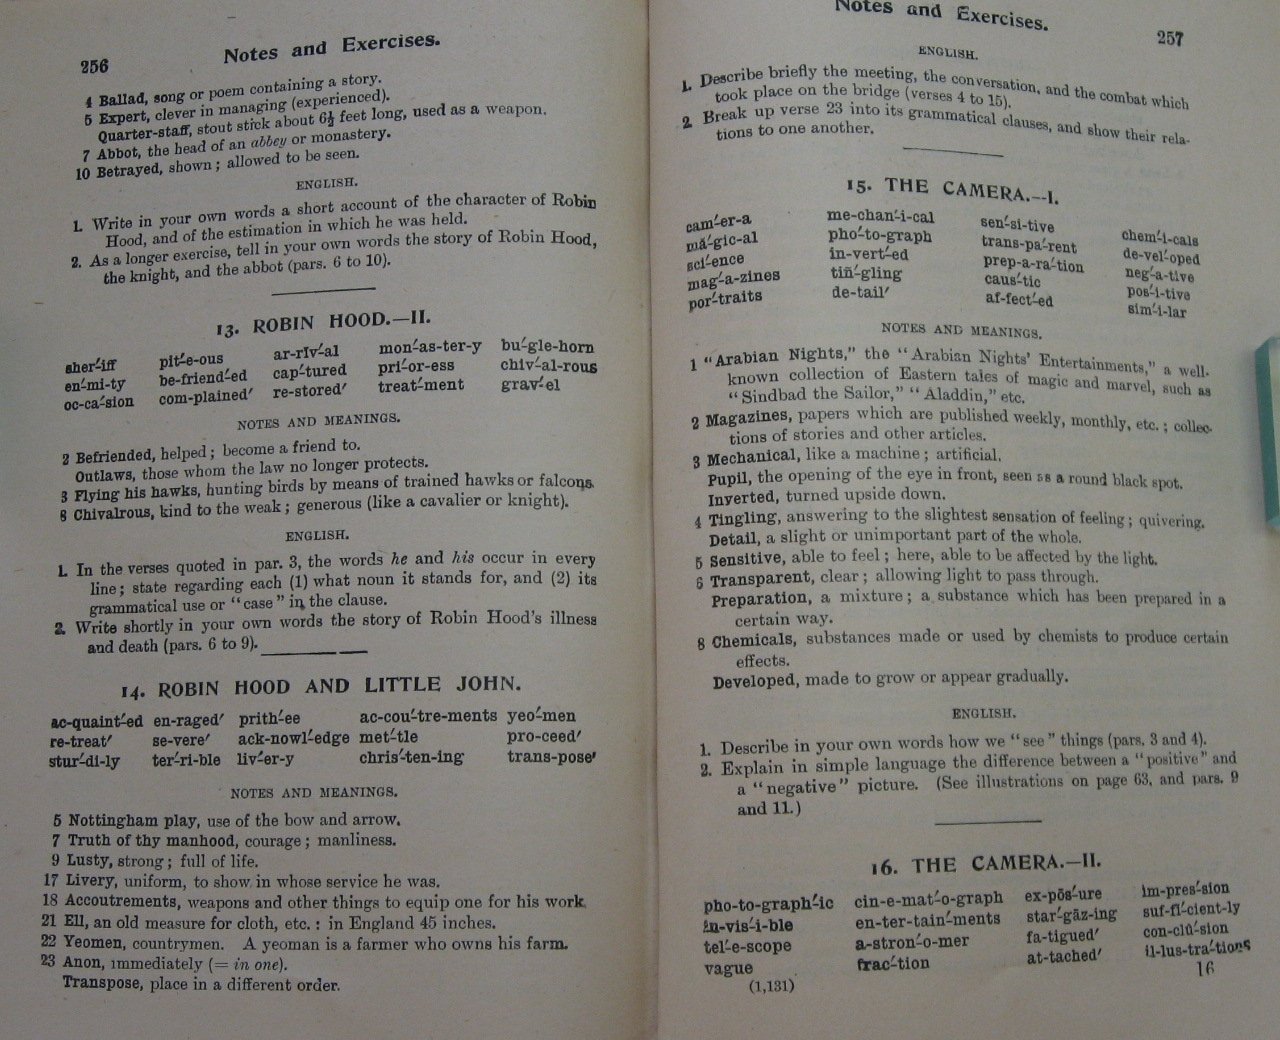 256
Notes and Exercises.
4 Ballad, song or poem containing a story.
5 Expert, clever in managing (experienced).
Quarter-staff, stout stick about 6½ feet long, used as a weapon.
7 Abbot, the head of an abbey or monastery.
10 Betrayed, shown; allowed to be seen.
ENGLISH.
1. Write in your own words a short account of the character of Robin
Hood, and of the estimation in which he was held.
2. As a longer exercise, tell in your own words the story of Robin Hood,
the knight, and the abbot (pars. 6 to 10).
13. ROBIN HOOD.—II.
sher´-iff pit´-e-ous ar-rīv´-al mon´-as-ter-y bu´-gle-horn
en´-mi-ty be-friend´-ed cap´-tured pri´-or-ess chiv´-al-rous
oc-ca´-sion com-plained´ re-stored´ treat´-ment grav´-el
NOTES AND MEANINGS.
2 Befriended, helped; become a friend to.
Outlaws, those whom the law no longer protects.
3 Flying his hawks, hunting birds by means of trained hawks or falcons.
8 Chivalrous, kind to the weak; generous (like a cavalier or knight).
ENGLISH.
1. In the verses quoted in par. 3, the words he and his occur in every
line; state regarding each (1) what noun it stands for, and (2) its
grammatical use or "case" in the clause.
2. Write shortly in your own words the story of Robin Hood's illness
and death (pars. 6 to 9).
14. ROBIN HOOD AND LITTLE JOHN.
ac-quaint´-ed en-raged´ prith´-ee ac-cou´-tre-ments yeo´-men
re-treat´ se-vere´ ack-nowl´-edge met´-tle pro-ceed´
stur´-di-ly ter´-ri-ble liv´-er-y chris´-ten-ing trans-pose´
NOTES AND MEANINGS.
5 Nottingham play, use of the bow and arrow.
7 Truth of thy manhood, courage; manliness.
9 Lusty, strong; full of life.
17 Livery, uniform, to show in whose service he was.
18 Accoutrements, weapons and other things to equip one for his work.
21 Ell, an old measure for cloth, etc.: in England 45 inches.
22 Yeomen, countrymen. A yeoman is a farmer who owns his farm.
23 Anon, immediately (= in one).
Transpose, place in a different order.
Notes and Exercises.
257
ENGLISH.
1. Describe briefly the meeting, the conversation, and the combat which
took place on the bridge (verses 4 to 15).
2. Break up verse 23 into its grammatical clauses, and show their rela-
tions to one another.
15. THE CAMERA.—I.
cam´-er-a me-chan´-i-cal sen´-si-tive chem´-i-cals
mă´-gic-al pho´-to-graph trans-pa´-rent de-vel´-oped
sci´-ence in-vert´-ed prep-a-ra´-tion neg´-a-tive
mag´-a-zines tiñ´-gling caus´-tic pos´-i-tive
por´-traits de-tail´ af-fect´-ed sim´-i-lar
NOTES AND MEANINGS.
1 "Arabian Nights," the "Arabian Nights' Entertainments," a well-
known collection of Eastern tales of magic and marvel, such as
"Sindbad the Sailor," "Aladdin," etc.
2 Magazines, papers which are published weekly, monthly, etc.; collec-
tions of stories and other articles.
3 Mechanical, like a machine; artificial.
Pupil, the opening of the eye in front, seen as a round black spot.
Inverted, turned upside down.
4 Tingling, answering to the slightest sensation of feeling; quivering.
Detail, a slight or unimportant part of the whole.
5 Sensitive, able to feel; here, able to be affected by the light.
6 Transparent, clear; allowing light to pass through.
Preparation, a mixture; a substance which has been prepared in a
certain way.
8 Chemicals, substances made or used by chemists to produce certain
effects.
Developed, made to grow or appear gradually.
ENGLISH.
1. Describe in your own words how we "see" things (pars. 3 and 4).
2. Explain in simple language the difference between a "positive" and
a "negative" picture. (See illustrations on page 63, and pars. 9
and 11.)
16. THE CAMERA.—II.
pho-to-graph´-ic cin-e-mat´-o-graph ex-pōs´-ure im-pres´-sion
in-vis´-i-ble en-ter-tain´-ments star´-gāz-ing suf-fi´-cient-ly
tel´-e-scope a-stron´-o-mer fa-tigued´ con-clū´-sion
vague frac´-tion at-tached´ il-lus-tra´-tions
(1,131)
16